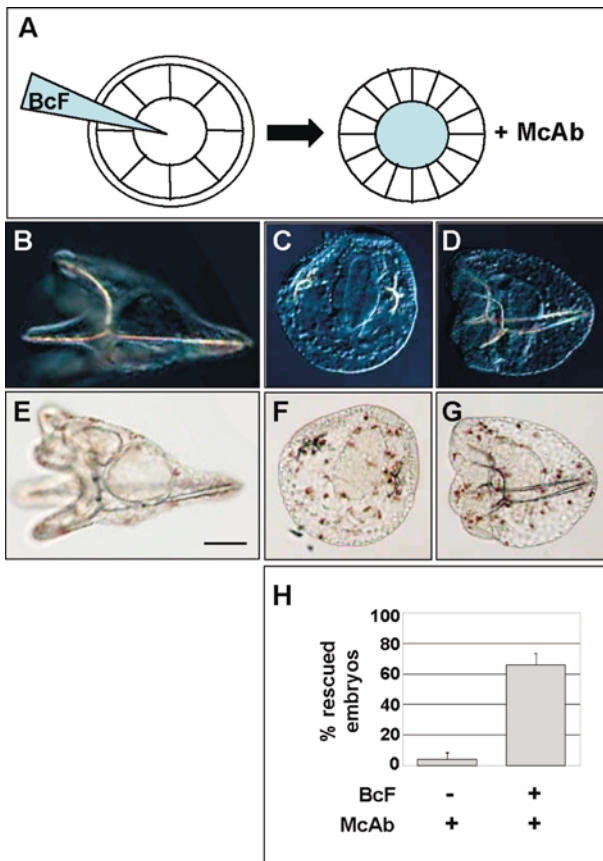 A
BcF
+ McAb
B
C
D
E
F
G
H
% rescued
embryos
100
80
60
40
20
0
BcF - +
McAb + +